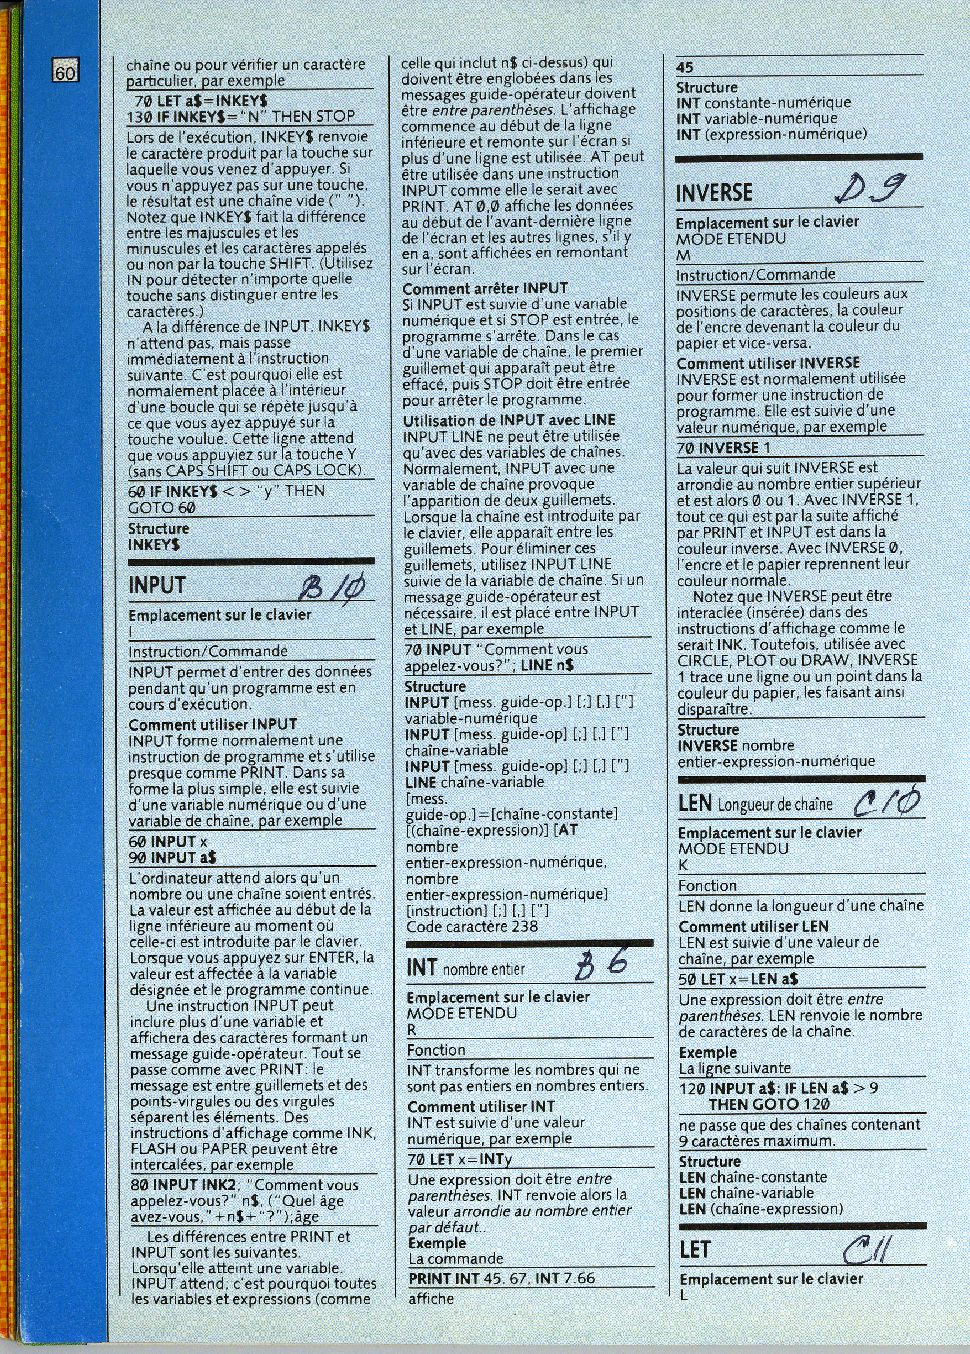 60
chaîne ou pour vérifier un caractère
particulier, par exemple
70 LET a$=INKEY$
130 IF INKEY$="N" THEN STOP
Lors de l'exécution, INKEY$ renvoie
le caractère produit par la touche sur
laquelle vous venez d'appuyer. Si
vous n'appuyez pas sur une touche,
le résultat est une chaîne vide (" ").
Notez que INKEY$ fait la différence
entre les majuscules et les
minuscules et les caractères appelés
ou non par la touche SHIFT. (Utilisez
IN pour détecter n'importe quelle
touche sans distinguer entre les
caractères.)
A la différence de INPUT, INKEY$
n'attend pas, mais passe
immédiatement à l'instruction
suivante. C'est pourquoi elle est
normalement placée à l'intérieur
d'une boucle qui se répète jusqu'à
ce que vous ayez appuyé sur la
touche voulue. Cette ligne attend
que vous appuyiez sur la touche Y
(sans CAPS SHIFT ou CAPS LOCK).
60 IF INKEY$ < > "y" THEN
GOTO 60
Structure
INKEY$
INPUT B10
Emplacement sur le clavier
I
Instruction/Commande
INPUT permet d'entrer des données
pendant qu'un programme est en
cours d'exécution.
Comment utiliser INPUT
INPUT forme normalement une
instruction de programme et s'utilise
presque comme PRINT. Dans sa
forme la plus simple, elle est suivie
d'une variable numérique ou d'une
variable de chaîne, par exemple
60 INPUT x
90 INPUT a$
L'ordinateur attend alors qu'un
nombre ou une chaîne soient entrés.
La valeur est affichée au début de la
ligne inférieure au moment où
celle-ci est introduite par le clavier.
Lorsque vous appuyez sur ENTER, la
valeur est affectée à la variable
désignée et le programme continue.
Une instruction INPUT peut
inclure plus d'une variable et
affichera des caractères formant un
message guide-opérateur. Tout se
passe comme avec PRINT: le
message est entre guillemets et des
points-virgules ou des virgules
séparent les éléments. Des
instructions d'affichage comme INK,
FLASH ou PAPER peuvent être
intercalées, par exemple
80 INPUT INK2; "Comment vous
appelez-vous?" n$, ("Quel âge
avez-vous,"+n$+"?");âge
Les différences entre PRINT et
INPUT sont les suivantes.
Lorsqu'elle atteint une variable.
INPUT attend; c'est pourquoi toutes
les variables et expressions (comme
celle qui inclut n$ ci-dessus) qui
doivent être englobées dans les
messages guide-opérateur doivent
être entre parenthèses. L'affichage
commence au début de la ligne
inférieure et remonte sur l'écran si
plus d'une ligne est utilisée. AT peut
être utilisée dans une instruction
INPUT comme elle le serait avec
PRINT. AT 0,0 affiche les données
au début de l'avant-dernière ligne
de l'écran et les autres lignes, s'il y
en a, sont affichées en remontant
sur l'écran.
Comment arrêter INPUT
Si INPUT est suivie d'une variable
numérique et si STOP est entrée, le
programme s'arrête. Dans le cas
d'une variable de chaîne, le premier
guillemet qui apparaît peut être
effacé, puis STOP doit être entrée
pour arrêter le programme.
Utilisation de INPUT avec LINE
INPUT LINE ne peut être utilisée
qu'avec des variables de chaînes.
Normalement, INPUT avec une
variable de chaîne provoque
l'apparition de deux guillemets.
Lorsque la chaîne est introduite par
le clavier, elle apparaît entre les
guillemets. Pour éliminer ces
guillemets, utilisez INPUT LINE
suivie de la variable de chaîne. Si un
message guide-opérateur est
nécessaire, il est placé entre INPUT
et LINE, par exemple
70 INPUT "Comment vous
appelez-vous?"; LINE n$
Structure
INPUT [mess. guide-op.] [;] [,] ["]
variable-numérique
INPUT [mess. guide-op] [;] [,] ["]
chaîne-variable
INPUT [mess. guide-op] [;] [,] ["]
LINE chaîne-variable
[mess.
guide-op.]=[chaîne-constante]
[(chaîne-expression)] [AT
nombre
entier-expression-numérique,
nombre
entier-expression-numérique]
[instruction] [;] [,] ["]
Code caractère 238
INT nombre entier B6
Emplacement sur le clavier
MODE ETENDU
R
Fonction
INT transforme les nombres qui ne
sont pas entiers en nombres entiers.
Comment utiliser INT
INT est suivie d'une valeur
numérique, par exemple
70 LET x=INTy
Une expression doit être entre
parenthèses. INT renvoie alors la
valeur arrondie au nombre entier
par défaut..
Exemple
La commande
PRINT INT 45. 67, INT 7.66
affiche
45
Structure
INT constante-numérique
INT variable-numérique
INT (expression-numérique)
INVERSE D9
Emplacement sur le clavier
MODE ETENDU
M
Instruction/Commande
INVERSE permute les couleurs aux
positions de caractères, la couleur
de l'encre devenant la couleur du
papier et vice-versa.
Comment utiliser INVERSE
INVERSE est normalement utilisée
pour former une instruction de
programme. Elle est suivie d'une
valeur numérique, par exemple
70 INVERSE 1
La valeur qui suit INVERSE est
arrondie au nombre entier supérieur
et est alors 0 ou 1. Avec INVERSE 1,
tout ce qui est par la suite affiché
par PRINT et INPUT est dans la
couleur inverse. Avec INVERSE 0,
l'encre et le papier reprennent leur
couleur normale.
Notez que INVERSE peut être
interaclée (insérée) dans des
instructions d'affichage comme le
serait INK. Toutefois, utilisée avec
CIRCLE, PLOT ou DRAW, INVERSE
1 trace une ligne ou un point dans la
couleur du papier, les faisant ainsi
disparaître.
Structure
INVERSE nombre
entier-expression-numérique
LEN Longueur de chaîne C10
Emplacement sur le clavier
MODE ETENDU
K
Fonction
LEN donne la longueur d'une chaîne
Comment utiliser LEN
LEN est suivie d'une valeur de
chaîne, par exemple
50 LET x=LEN a$
Une expression doit être entre
parenthèses. LEN renvoie le nombre
de caractères de la chaîne.
Exemple
La ligne suivante
120 INPUT a$: IF LEN a$ > 9
THEN GOTO 120
ne passe que des chaînes contenant
9 caractères maximum.
Structure
LEN chaîne-constante
LEN chaîne-variable
LEN (chaîne-expression)
LET C11
Emplacement sur le clavier
L